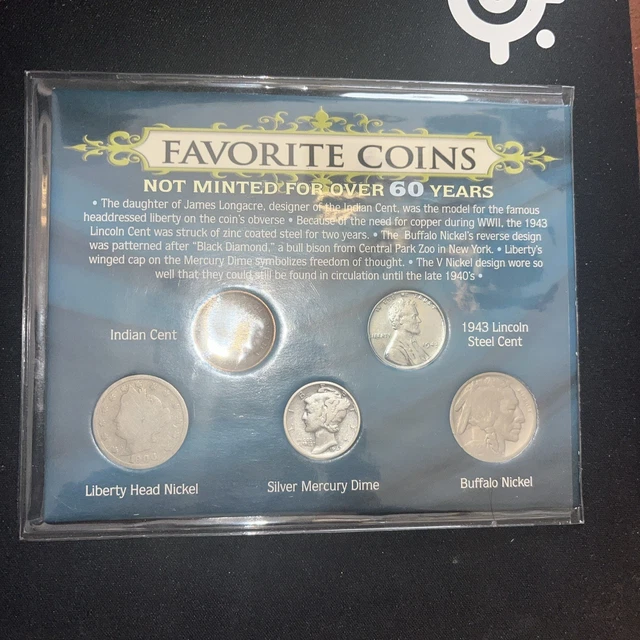 FAVORITE COINS
NOT MINTED FOR OVER 60 YEARS
• The daughter of James Longacre, designer of the Indian Cent, was the model for the famous
headdressed liberty on the coin's obverse • Because of the need for copper during WWII, the 1943
Lincoln Cent was struck of zinc coated steel for two years. • The Buffalo Nickel's reverse design
was patterned after "Black Diamond," a bull bison from Central Park Zoo in New York. • Liberty's
winged cap on the Mercury Dime symbolizes freedom of thought. • The V Nickel design wore so
well that they could still be found in circulation until the late 1940's •
Indian Cent
1943 Lincoln
Steel Cent
Liberty Head Nickel
Silver Mercury Dime
Buffalo Nickel